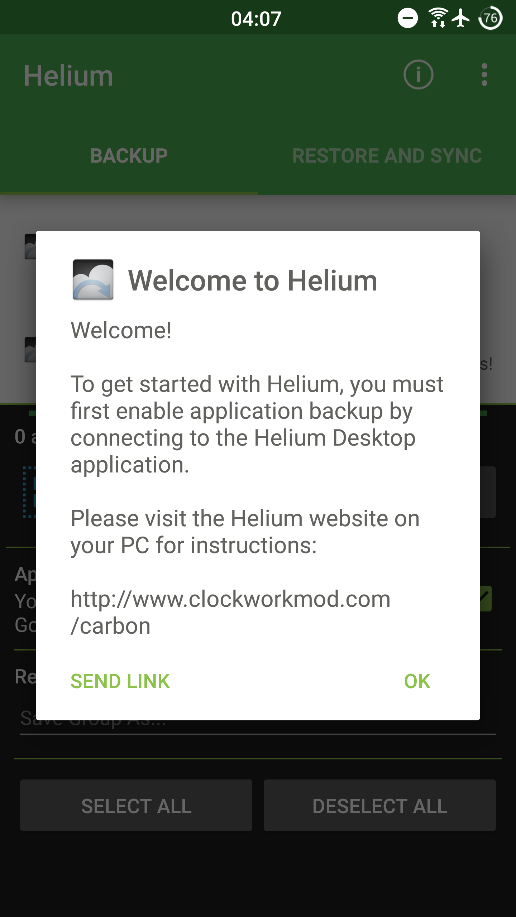 04:07
76
Helium
BACKUP
RESTORE AND SYNC
Welcome to Helium
Welcome!
To get started with Helium, you must
first enable application backup by
connecting to the Helium Desktop
application.
Please visit the Helium website on
your PC for instructions:
http://www.clockworkmod.com
/carbon
SEND LINK
OK
s!
0 a
Ap
Yo
Go
Re
Save Group As...
SELECT ALL
DESELECT ALL